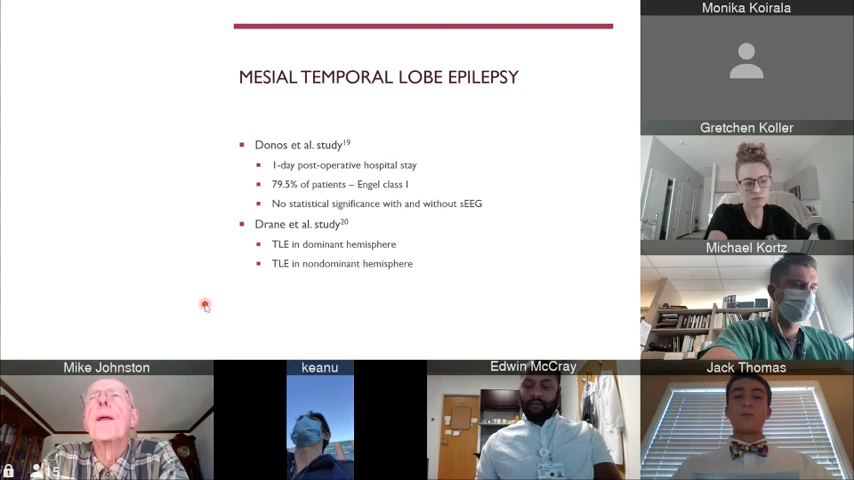 Monika Koirala
MESIAL TEMPORAL LOBE EPILEPSY
Donos et al. study19
1-day post-operative hospital stay
79.5% of patients – Engel class I
No statistical significance with and without sEEG
Drane et al. study20
TLE in dominant hemisphere
TLE in nondominant hemisphere
Gretchen Koller
Michael Kortz
Mike Johnston
keanu
Edwin McCray
Jack Thomas
15